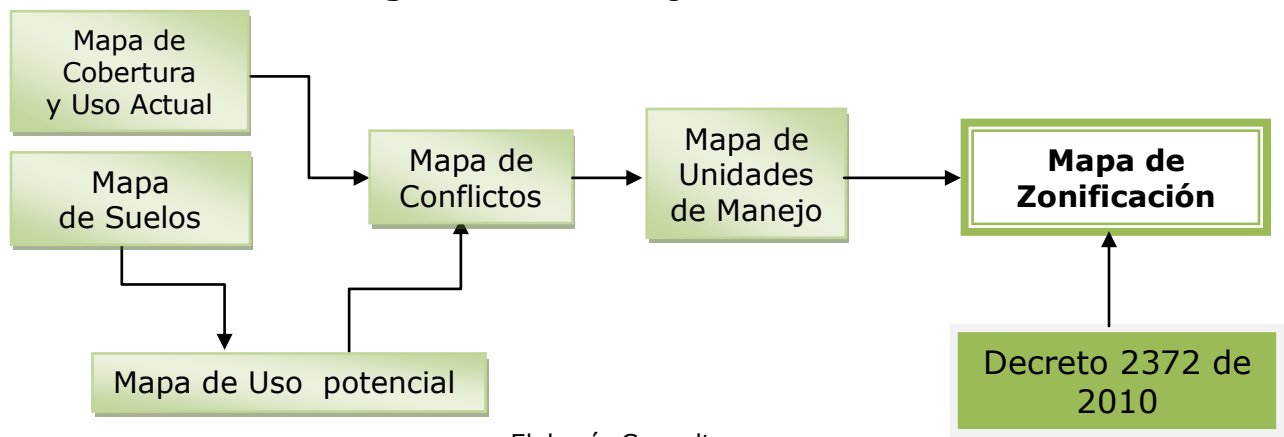 Mapa de
Cobertura
y Uso Actual
Mapa
de Suelos
Mapa de
Conflictos
Mapa de
Unidades
de Manejo
Mapa de
Zonificación
Mapa de Uso potencial
Decreto 2372 de
2010